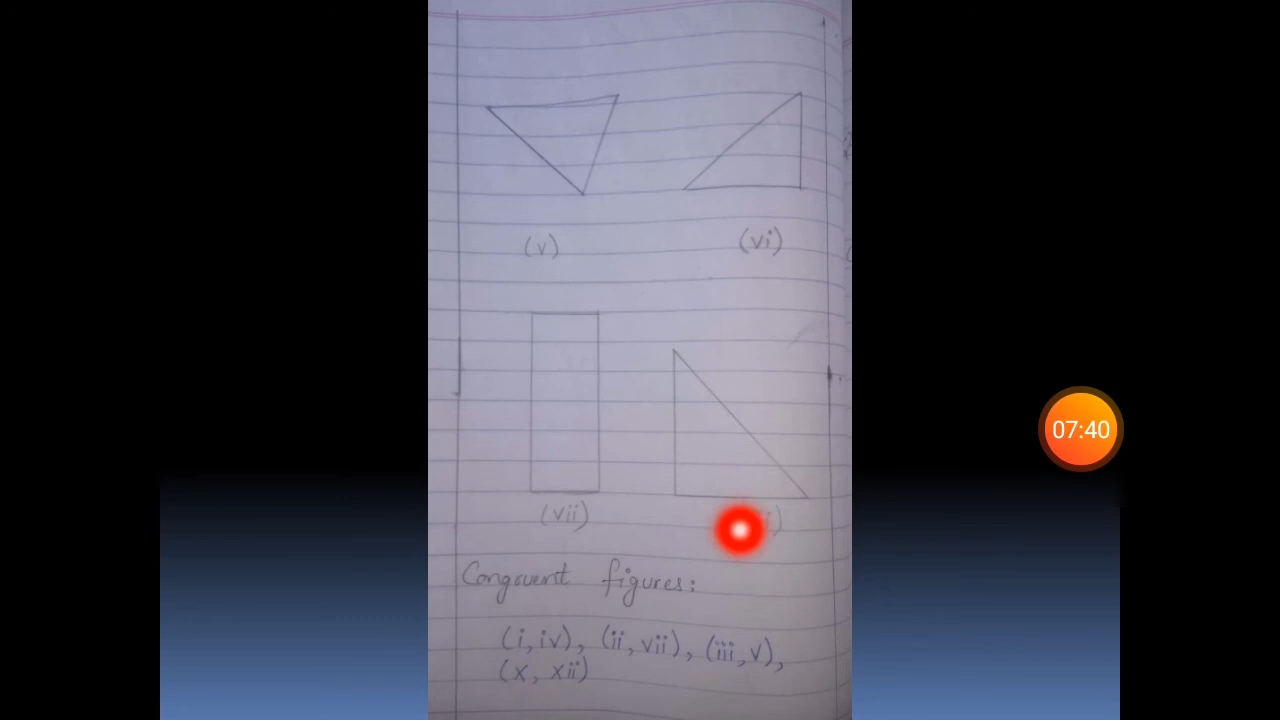 (v) (vi)
(vii)
07:40
Congruent figures:
(i, iv), (ii, vii), (iii, v),
(x, xii)